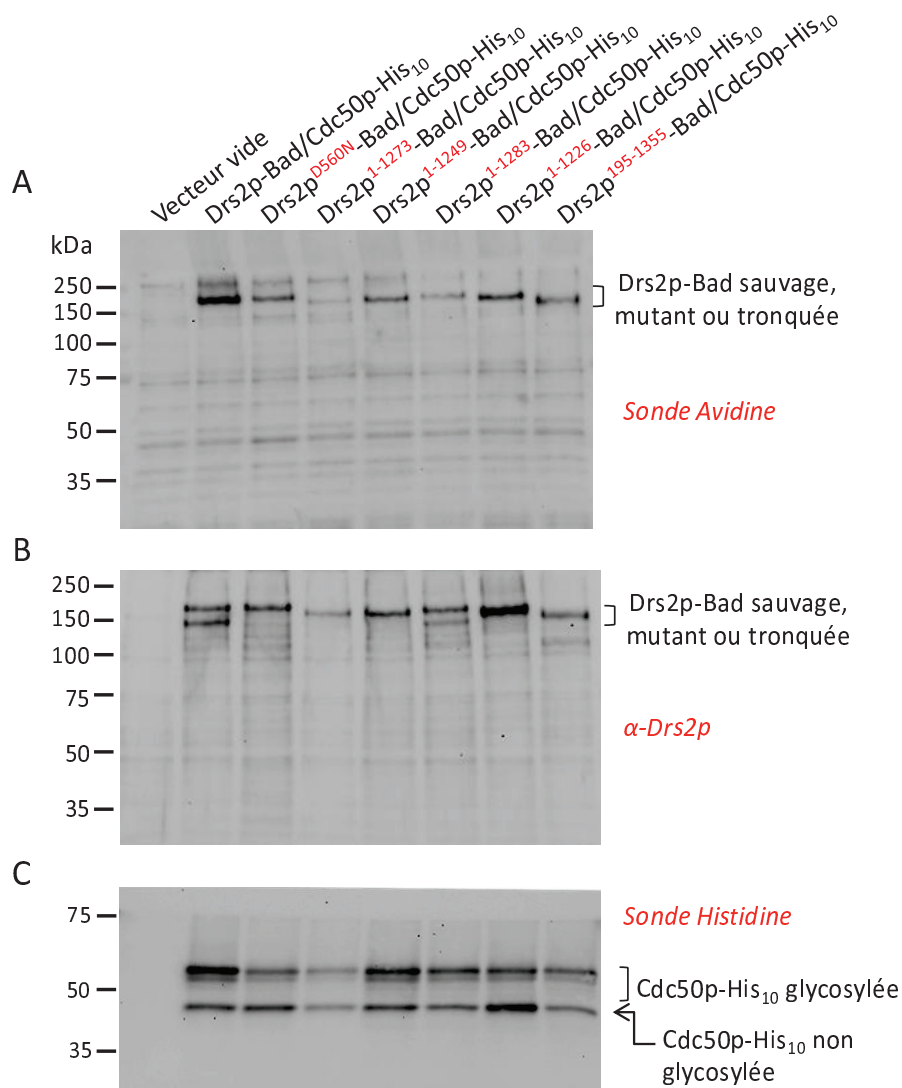 Vecteur vide
Drs2p-Bad/Cdc50p-His10
Drs2pD560N-Bad/Cdc50p-His10
Drs2p1-1273-Bad/Cdc50p-His10
Drs2p1-1249-Bad/Cdc50p-His10
Drs2p1-1283-Bad/Cdc50p-His10
Drs2p1-1226-Bad/Cdc50p-His10
Drs2p195-1355-Bad/Cdc50p-His10
A
kDa
250
150
100
75
50
35
Drs2p-Bad sauvage,
mutant ou tronquée
Sonde Avidine
B
250
150
100
75
50
35
Drs2p-Bad sauvage,
mutant ou tronquée
α-Drs2p
C
75
50
35
Sonde Histidine
Cdc50p-His10 glycosylée
Cdc50p-His10 non
glycosylée